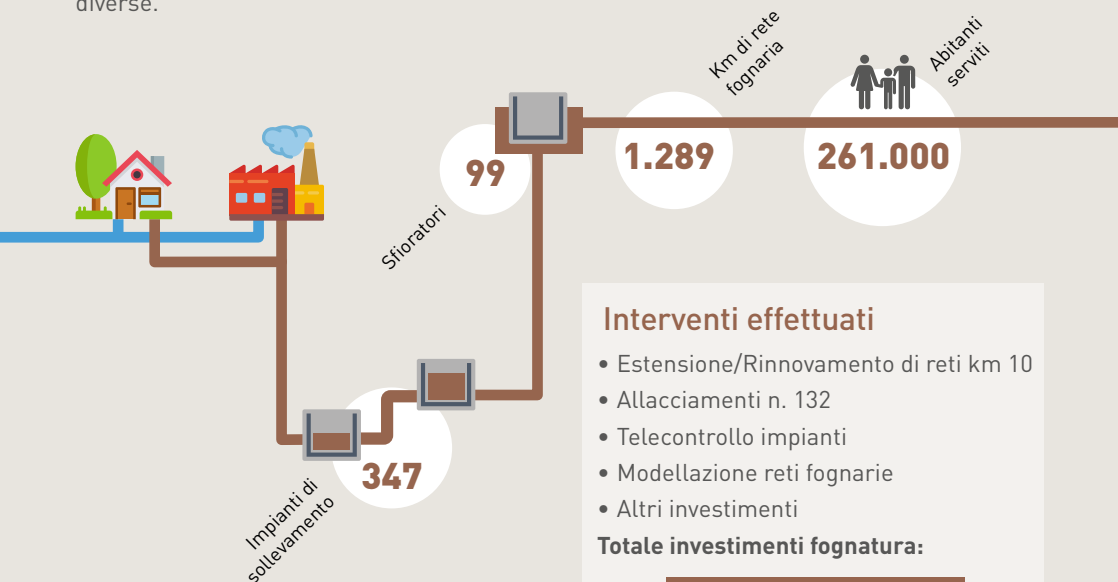 diverse.
Km di rete
fognaria
Abitanti
serviti
99
1.289
261.000
Sfioratori
347
Impianti di
sollevamento
Interventi effettuati
• Estensione/Rinnovamento di reti km 10
• Allacciamenti n. 132
• Telecontrollo impianti
• Modellazione reti fognarie
• Altri investimenti
Totale investimenti fognatura: